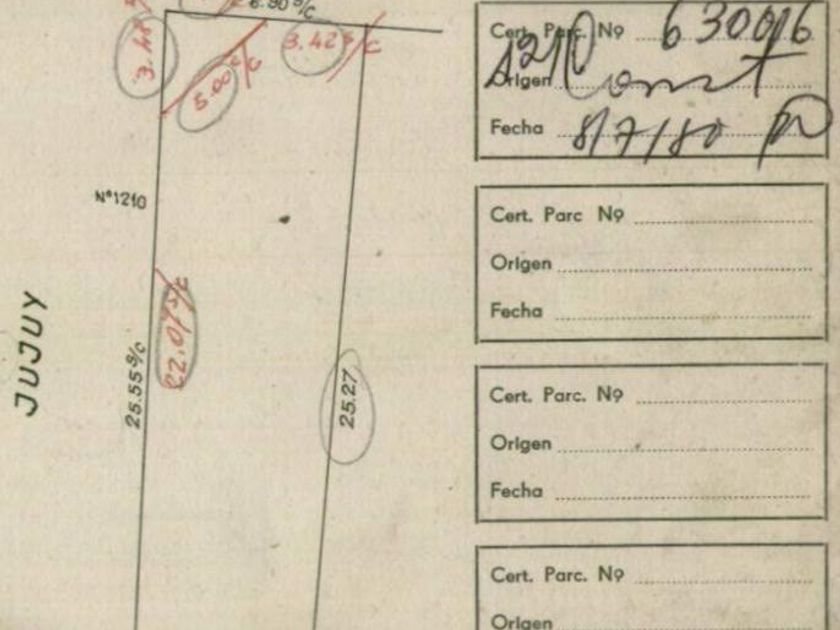 6.90 S/C
3.48
3.42 S/C
5.00 S/C
Nº1210
22.07 S/C
25.55 S/C
25.27
JUJUY
Cert. Parc. Nº 630016
1210
Origen Const
Fecha 8/7/80
Cert. Parc Nº
Origen
Fecha
Cert. Parc. Nº
Origen
Fecha
Cert. Parc. Nº
Origen